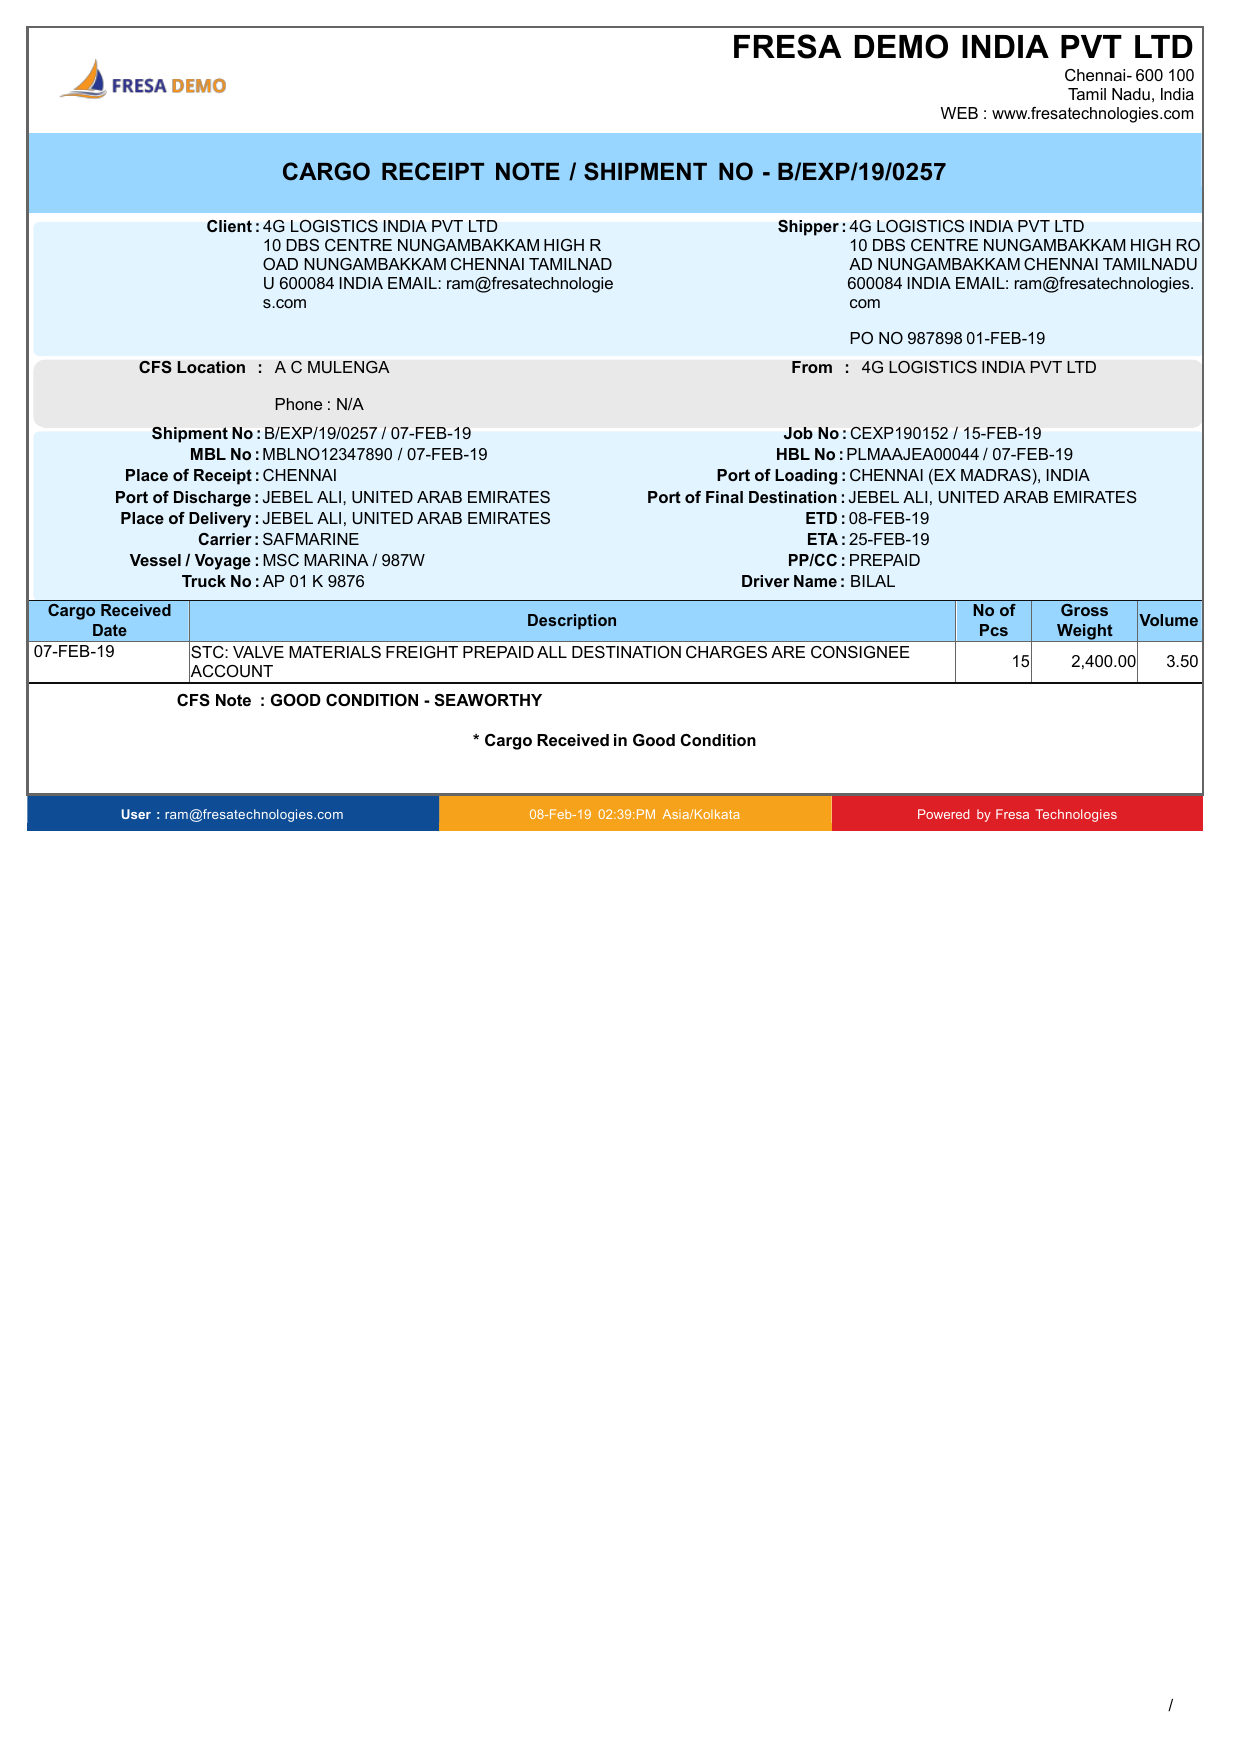 FRESA DEMO
FRESA DEMO INDIA PVT LTD
Chennai- 600 100
Tamil Nadu, India
WEB : www.fresatechnologies.com
CARGO RECEIPT NOTE / SHIPMENT NO - B/EXP/19/0257
Client : 4G LOGISTICS INDIA PVT LTD
10 DBS CENTRE NUNGAMBAKKAM HIGH R
OAD NUNGAMBAKKAM CHENNAI TAMILNAD
U 600084 INDIA EMAIL: ram@fresatechnologie
s.com
Shipper : 4G LOGISTICS INDIA PVT LTD
10 DBS CENTRE NUNGAMBAKKAM HIGH RO
AD NUNGAMBAKKAM CHENNAI TAMILNADU
600084 INDIA EMAIL: ram@fresatechnologies.
com
PO NO 987898 01-FEB-19
CFS Location : A C MULENGA
Phone : N/A
From : 4G LOGISTICS INDIA PVT LTD
Shipment No : B/EXP/19/0257 / 07-FEB-19
Job No : CEXP190152 / 15-FEB-19
MBL No : MBLNO12347890 / 07-FEB-19
HBL No : PLMAAJEA00044 / 07-FEB-19
Place of Receipt : CHENNAI
Port of Loading : CHENNAI (EX MADRAS), INDIA
Port of Discharge : JEBEL ALI, UNITED ARAB EMIRATES
Port of Final Destination : JEBEL ALI, UNITED ARAB EMIRATES
Place of Delivery : JEBEL ALI, UNITED ARAB EMIRATES
ETD : 08-FEB-19
Carrier : SAFMARINE
ETA : 25-FEB-19
Vessel / Voyage : MSC MARINA / 987W
PP/CC : PREPAID
Truck No : AP 01 K 9876
Driver Name : BILAL
Cargo Received
Date
Description
No of
Pcs
Gross
Weight
Volume
07-FEB-19
STC: VALVE MATERIALS FREIGHT PREPAID ALL DESTINATION CHARGES ARE CONSIGNEE
ACCOUNT
15
2,400.00
3.50
CFS Note : GOOD CONDITION - SEAWORTHY
* Cargo Received in Good Condition
User : ram@fresatechnologies.com
08-Feb-19 02:39:PM Asia/Kolkata
Powered by Fresa Technologies
/